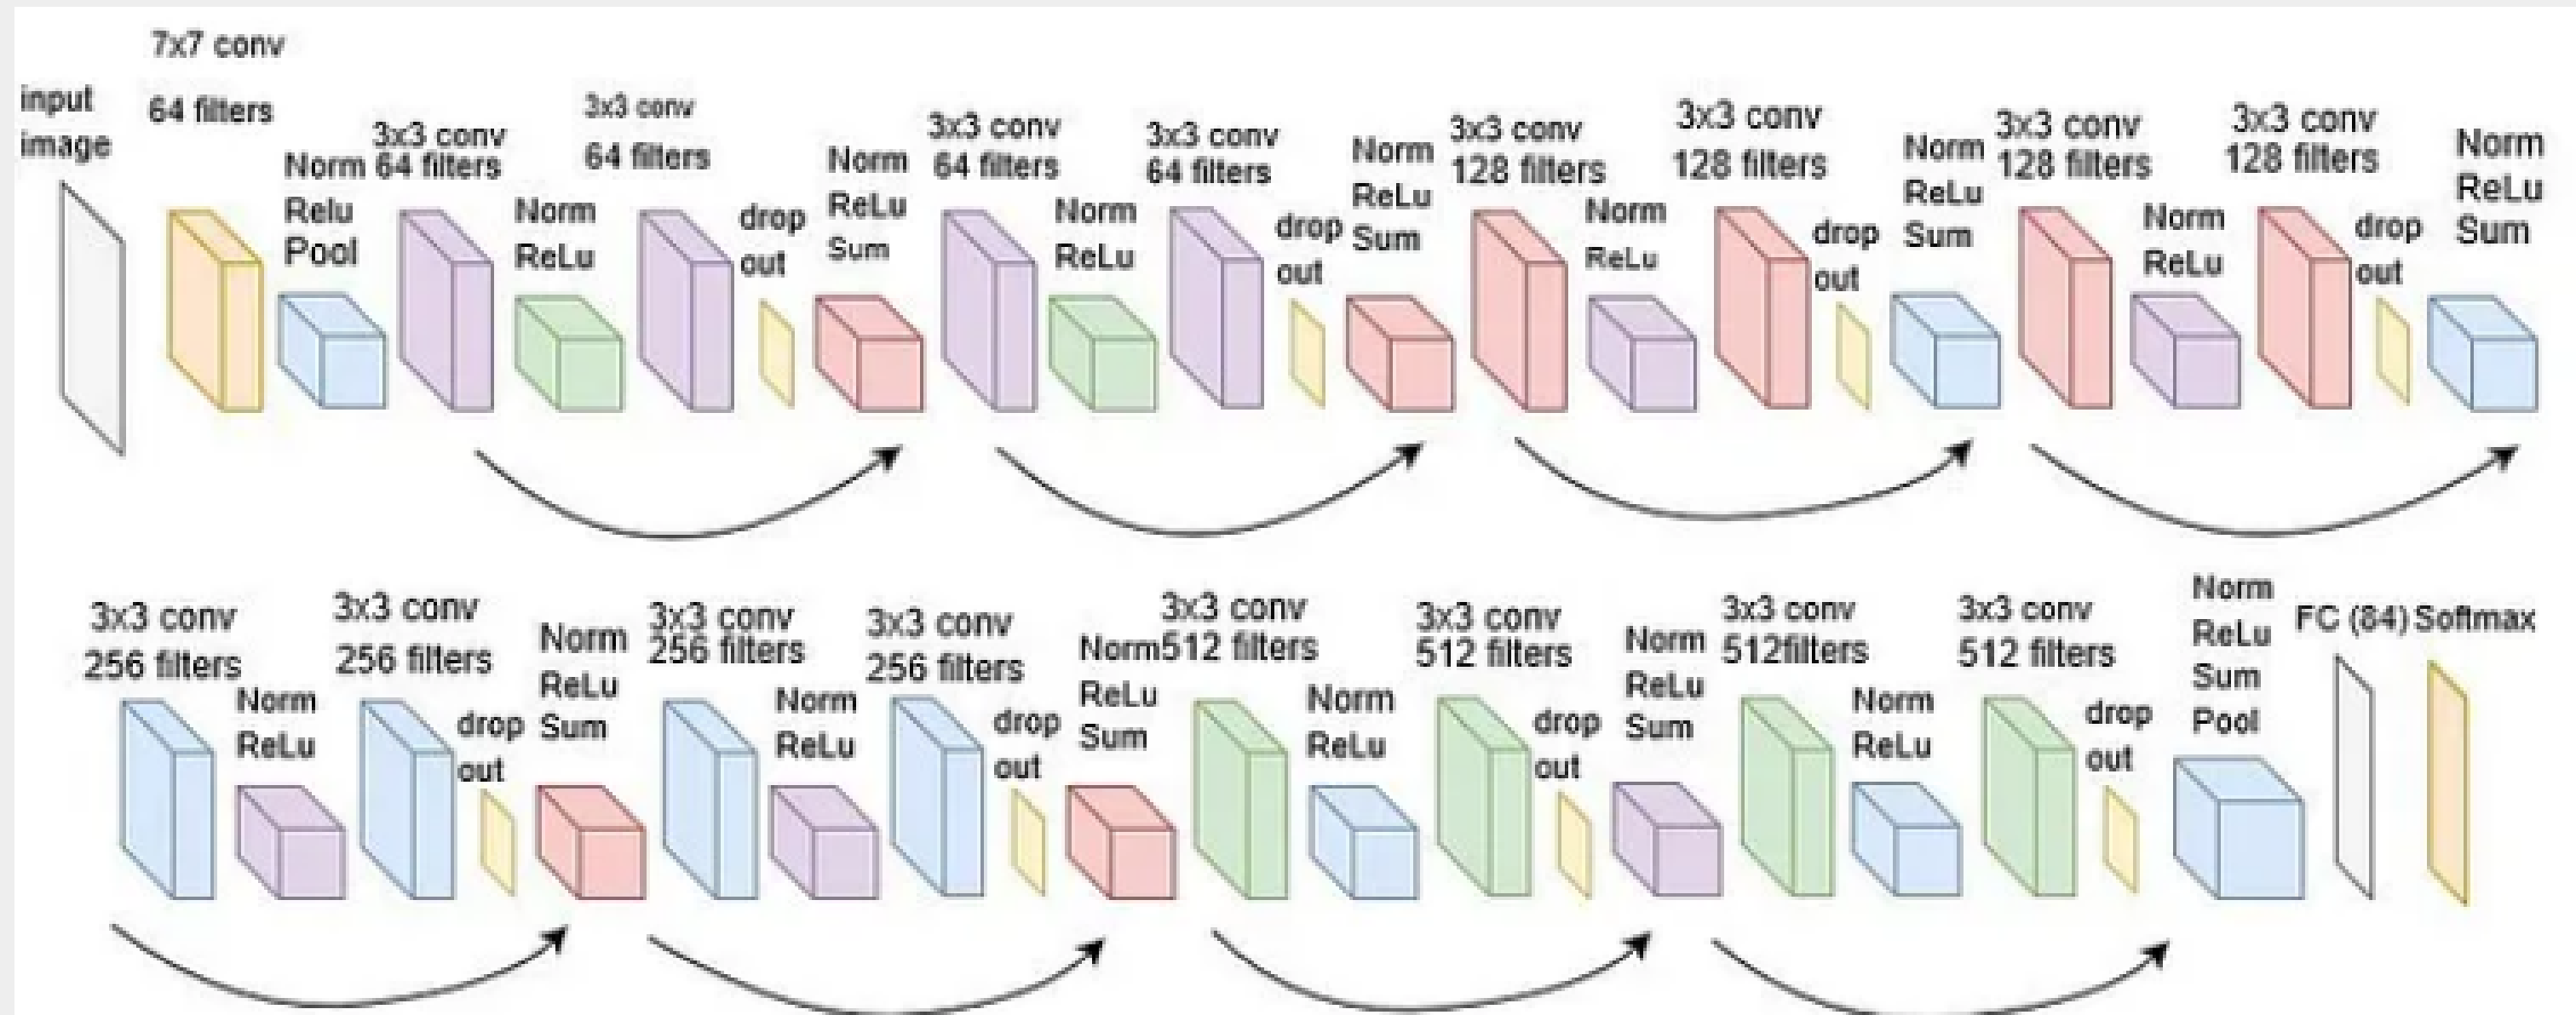 input
image
7x7 conv
64 filters
Norm
Relu
Pool
3x3 conv
64 filters
Norm
ReLu
3x3 conv
64 filters
drop
out
Norm
ReLu
Sum
3x3 conv
64 filters
Norm
ReLu
3x3 conv
64 filters
drop
out
Norm
ReLu
Sum
3x3 conv
128 filters
Norm
ReLu
3x3 conv
128 filters
drop
out
Norm
ReLu
Sum
3x3 conv
128 filters
Norm
ReLu
3x3 conv
128 filters
drop
out
Norm
ReLu
Sum
3x3 conv
256 filters
Norm
ReLu
3x3 conv
256 filters
drop
out
Norm
ReLu
Sum
3x3 conv
256 filters
Norm
ReLu
3x3 conv
256 filters
drop
out
Norm
ReLu
Sum
3x3 conv
512 filters
Norm
ReLu
3x3 conv
512 filters
drop
out
Norm
ReLu
Sum
3x3 conv
512filters
Norm
ReLu
3x3 conv
512 filters
drop
out
Norm
ReLu
Sum
Pool
FC (84)
Softmax